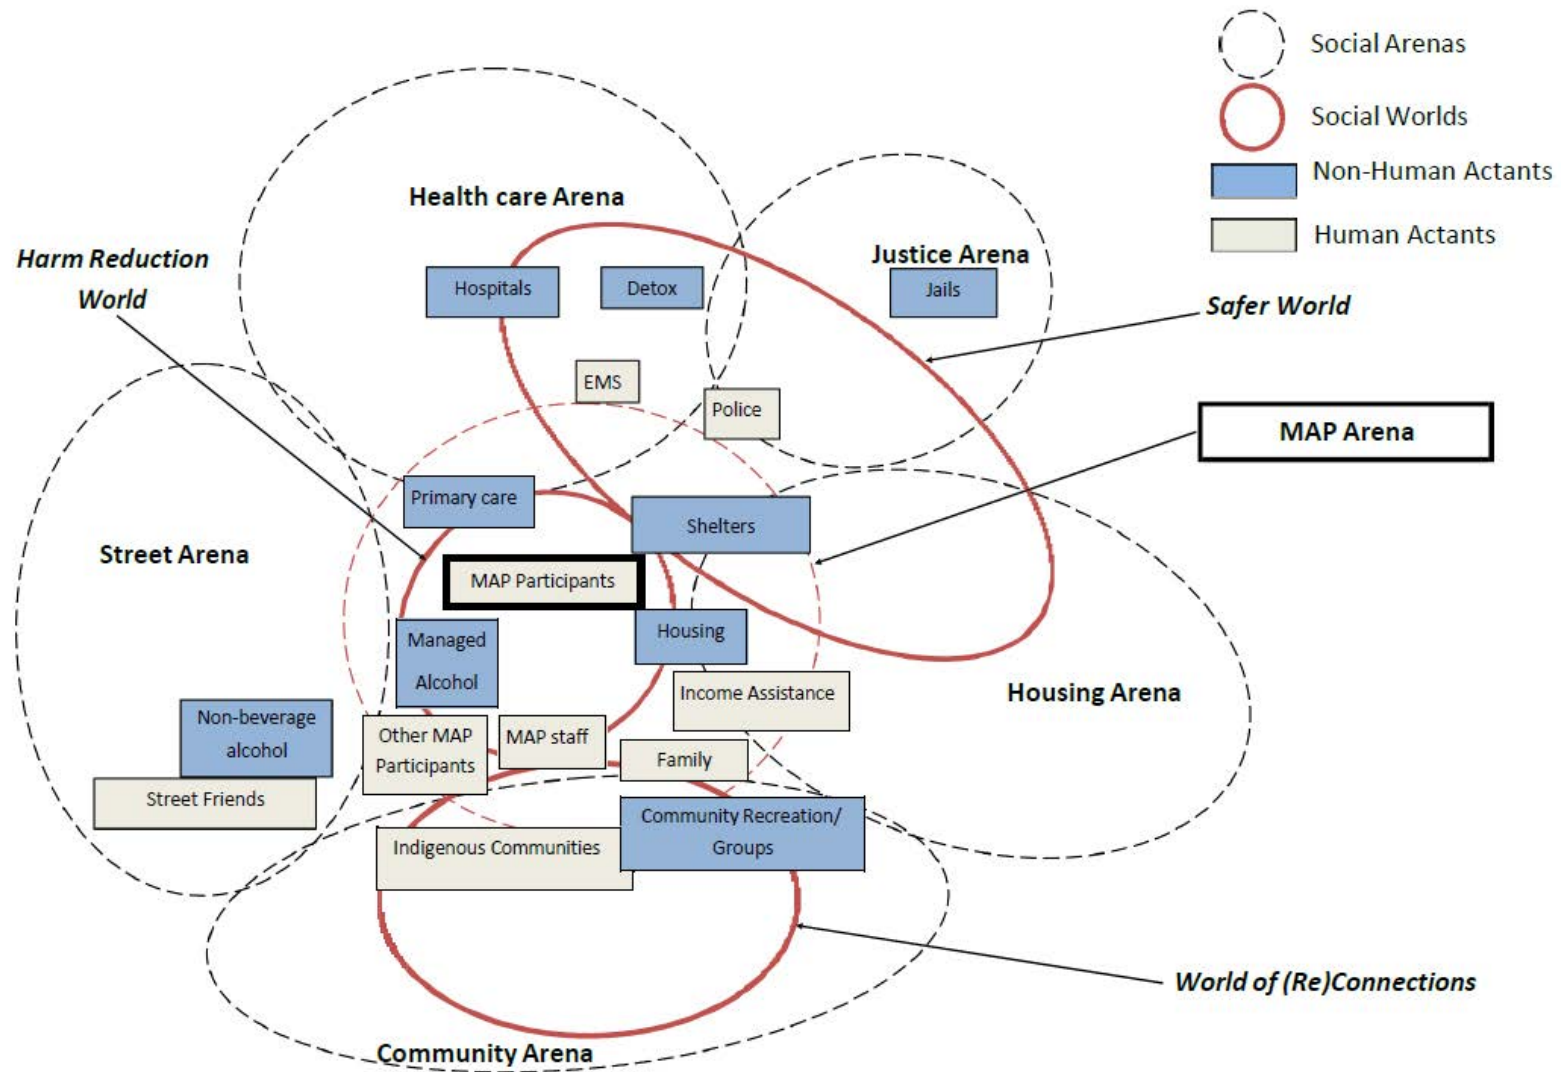 Social Arenas
Social Worlds
Non-Human Actants
Human Actants
Health care Arena
Justice Arena
Harm Reduction
World
Hospitals
Detox
Jails
Safer World
EMS
Police
MAP Arena
Primary care
Shelters
Street Arena
MAP Participants
Managed
Alcohol
Housing
Income Assistance
Housing Arena
Non-beverage
alcohol
Other MAP
Participants
MAP staff
Family
Street Friends
Community Recreation/
Groups
Indigenous Communities
World of (Re)Connections
Community Arena